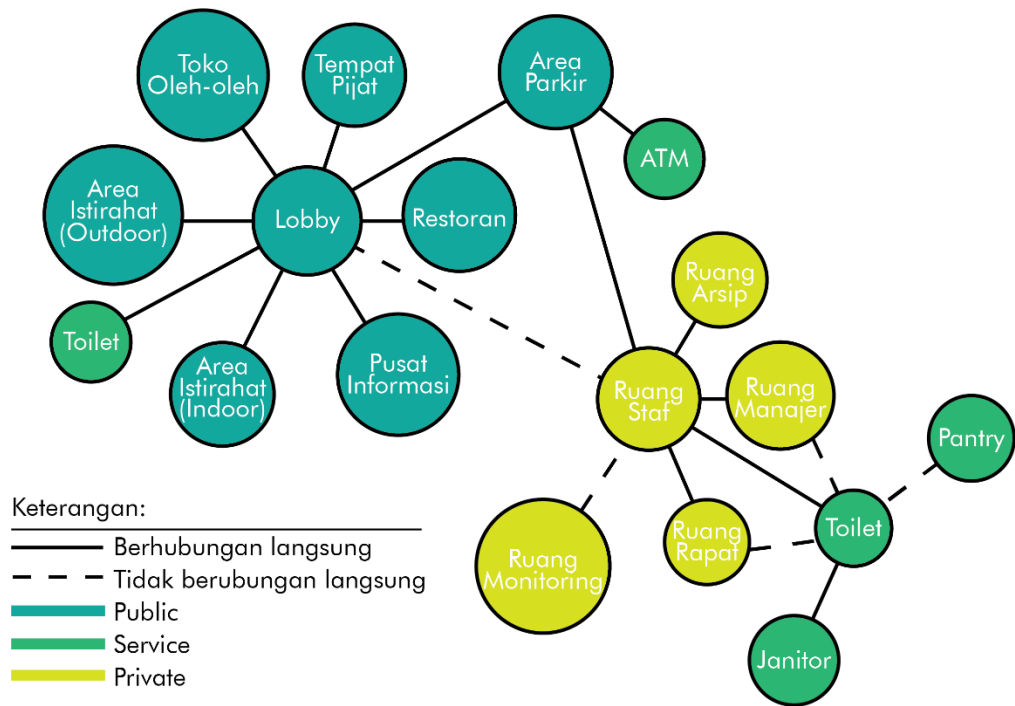 Toko
Oleh-oleh
Tempat
Pijat
Area
Parkir
ATM
Area
Istirahat
(Outdoor)
Lobby
Restoran
Toilet
Area
Istirahat
(Indoor)
Pusat
Informasi
Ruang
Arsip
Ruang
Staf
Ruang
Manajer
Pantry
Ruang
Monitoring
Ruang
Rapat
Toilet
Janitor
Keterangan:
Berhubungan langsung
Tidak berubungan langsung
Public
Service
Private